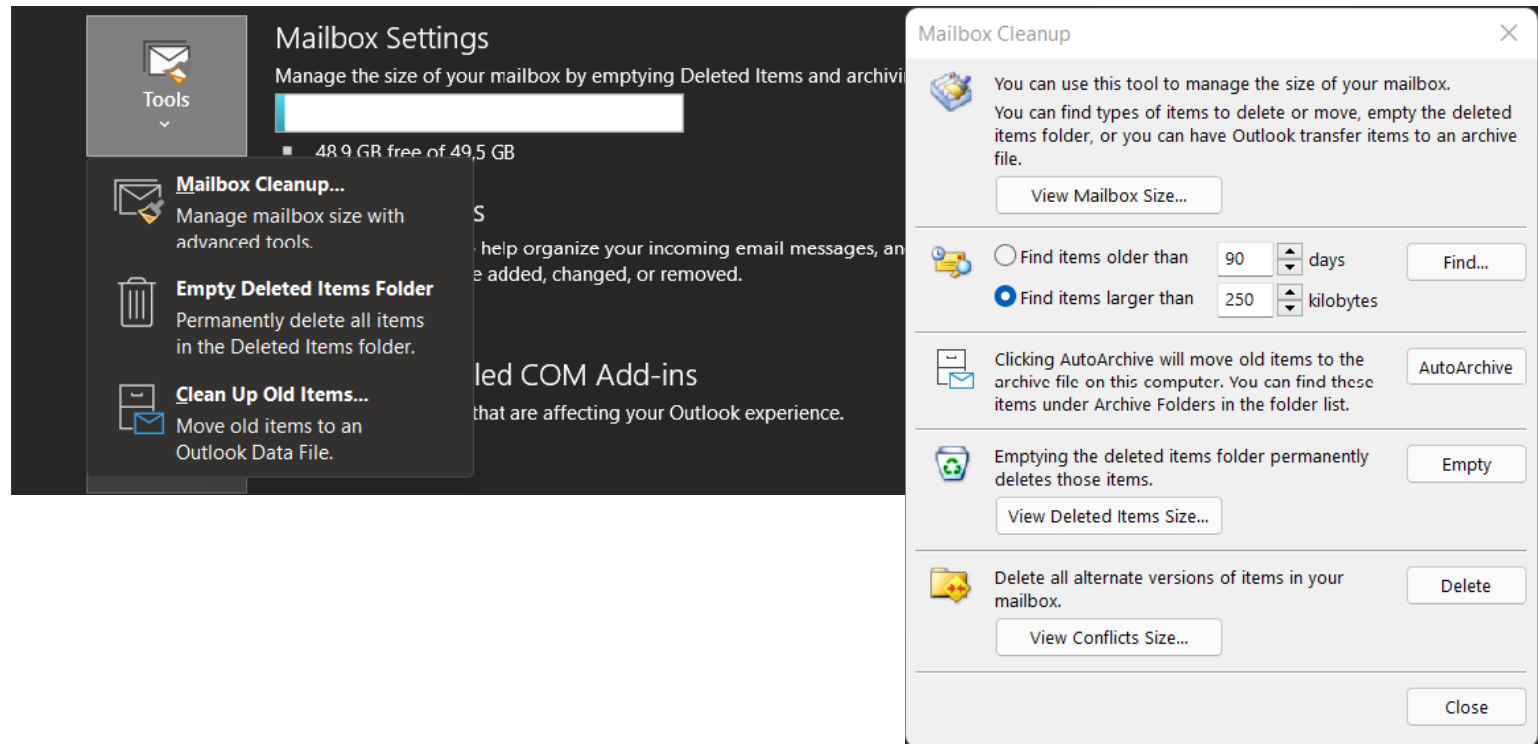 Mailbox Settings
Manage the size of your mailbox by emptying Deleted Items and archivi
Tools
48.9 GB free of 49,5 GB
Mailbox Cleanup...
Manage mailbox size with
advanced tools.
s
help organize your incoming email messages, an
e added, changed, or removed.
Empty Deleted Items Folder
Permanently delete all items
in the Deleted Items folder.
led COM Add-ins
that are affecting your Outlook experience.
Clean Up Old Items...
Move old items to an
Outlook Data File.
Mailbox Cleanup
You can use this tool to manage the size of your mailbox.
You can find types of items to delete or move, empty the deleted
items folder, or you can have Outlook transfer items to an archive
file.
View Mailbox Size...
Find items older than 90 days
Find...
Find items larger than 250 kilobytes
Clicking AutoArchive will move old items to the
archive file on this computer. You can find these
items under Archive Folders in the folder list.
AutoArchive
Emptying the deleted items folder permanently
deletes those items.
Empty
View Deleted Items Size...
Delete all alternate versions of items in your
mailbox.
Delete
View Conflicts Size...
Close